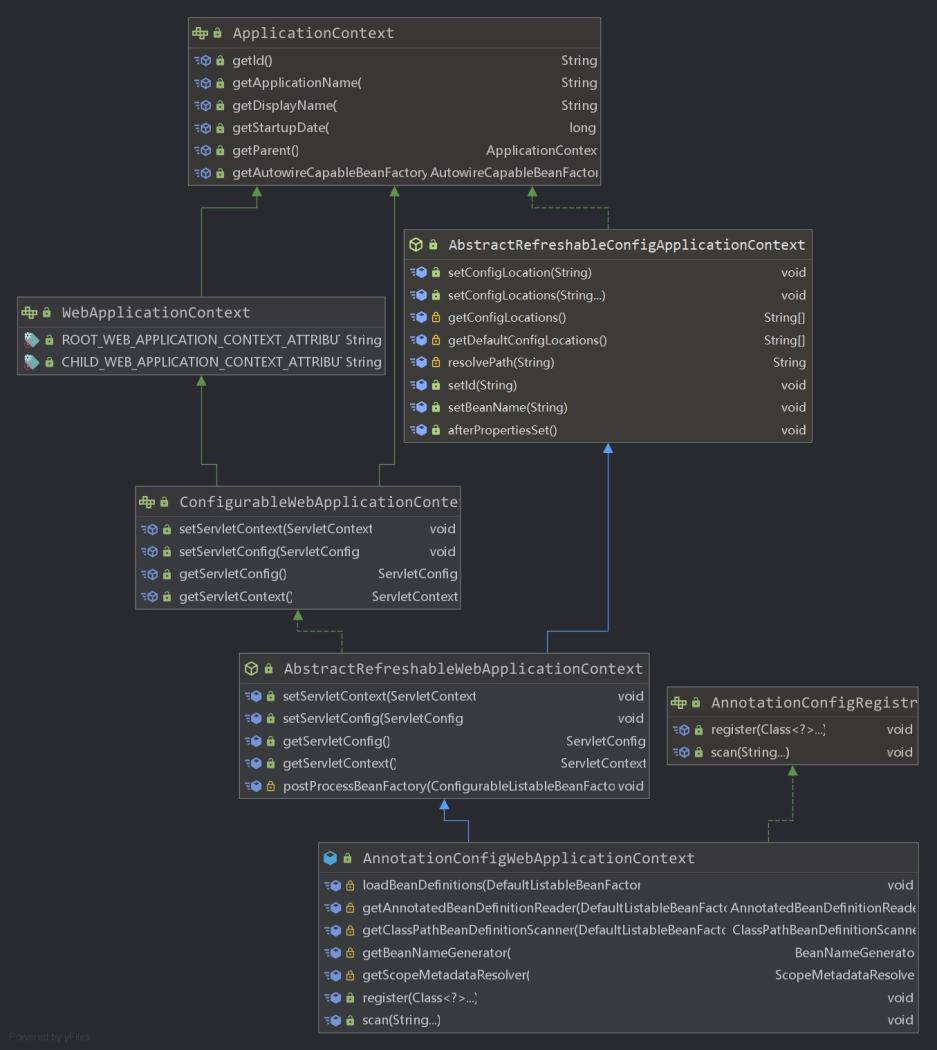 ApplicationContext
getId() String
getApplicationName( String
getDisplayName( String
getStartupDate( long
getParent() ApplicationContex
getAutowireCapableBeanFactory AutowireCapableBeanFactor
AbstractRefreshableConfigApplicationContext
setConfigLocation(String) void
setConfigLocations(String...) void
getConfigLocations() String[]
getDefaultConfigLocations() String[]
resolvePath(String) String
setId(String) void
setBeanName(String) void
afterPropertiesSet() void
WebApplicationContext
ROOT_WEB_APPLICATION_CONTEXT_ATTRIBUT String
CHILD_WEB_APPLICATION_CONTEXT_ATTRIBUT String
ConfigurableWebApplicationConte
setServletContext(ServletContext void
setServletConfig(ServletConfig void
getServletConfig() ServletConfig
getServletContext() ServletContext
AbstractRefreshableWebApplicationContext
setServletContext(ServletContext void
setServletConfig(ServletConfig void
getServletConfig() ServletConfig
getServletContext() ServletContext
postProcessBeanFactory(ConfigurableListableBeanFacto void
AnnotationConfigRegistr
register(Class<?>...) void
scan(String...) void
AnnotationConfigWebApplicationContext
loadBeanDefinitions(DefaultListableBeanFactor void
getAnnotatedBeanDefinitionReader(DefaultListableBeanFactc AnnotatedBeanDefinitionReade
getClassPathBeanDefinitionScanner(DefaultListableBeanFactc ClassPathBeanDefinitionScanne
getBeanNameGenerator( BeanNameGenerato
getScopeMetadataResolver( ScopeMetadataResolve
register(Class<?>...) void
scan(String...) void
Powered by yFiles